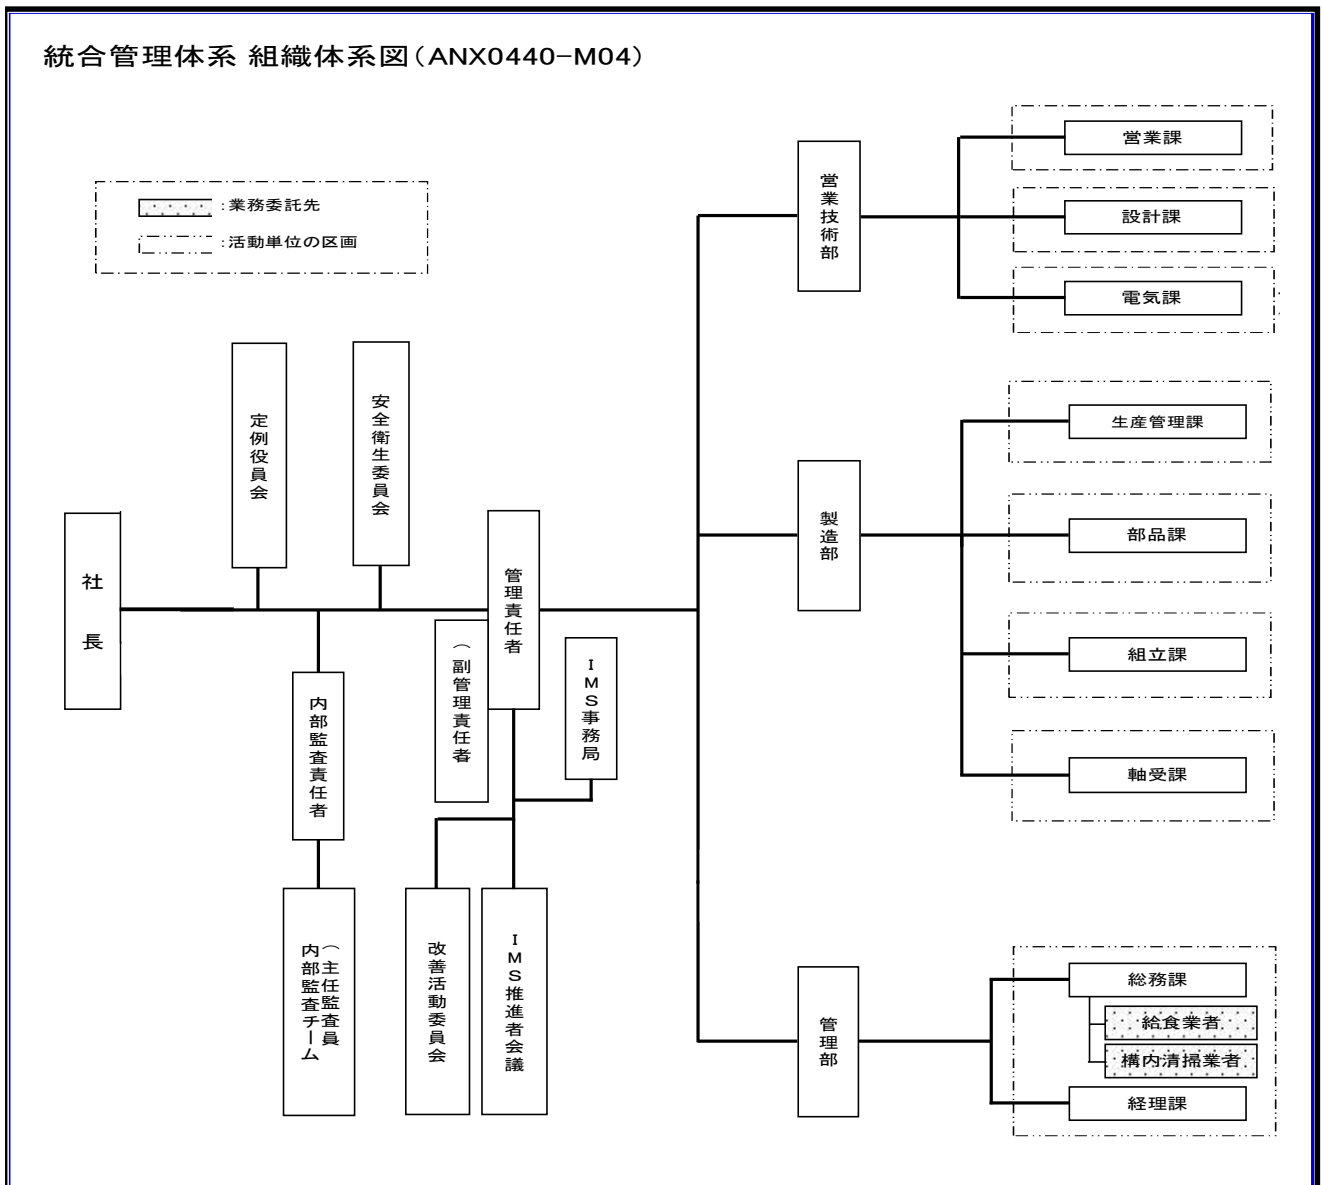 統合管理体系 組織体系図(ANX0440-M04)
:業務委託先
:活動単位の区画
社長
定例役員会
安全衛生委員会
内部監査責任者
(主任監査員
内部監査チーム
管理責任者
(副管理責任者
IMS事務局
改善活動委員会
IMS推進者会議
営業技術部
営業課
設計課
電気課
製造部
生産管理課
部品課
組立課
軸受課
管理部
総務課
給食業者
構内清掃業者
経理課